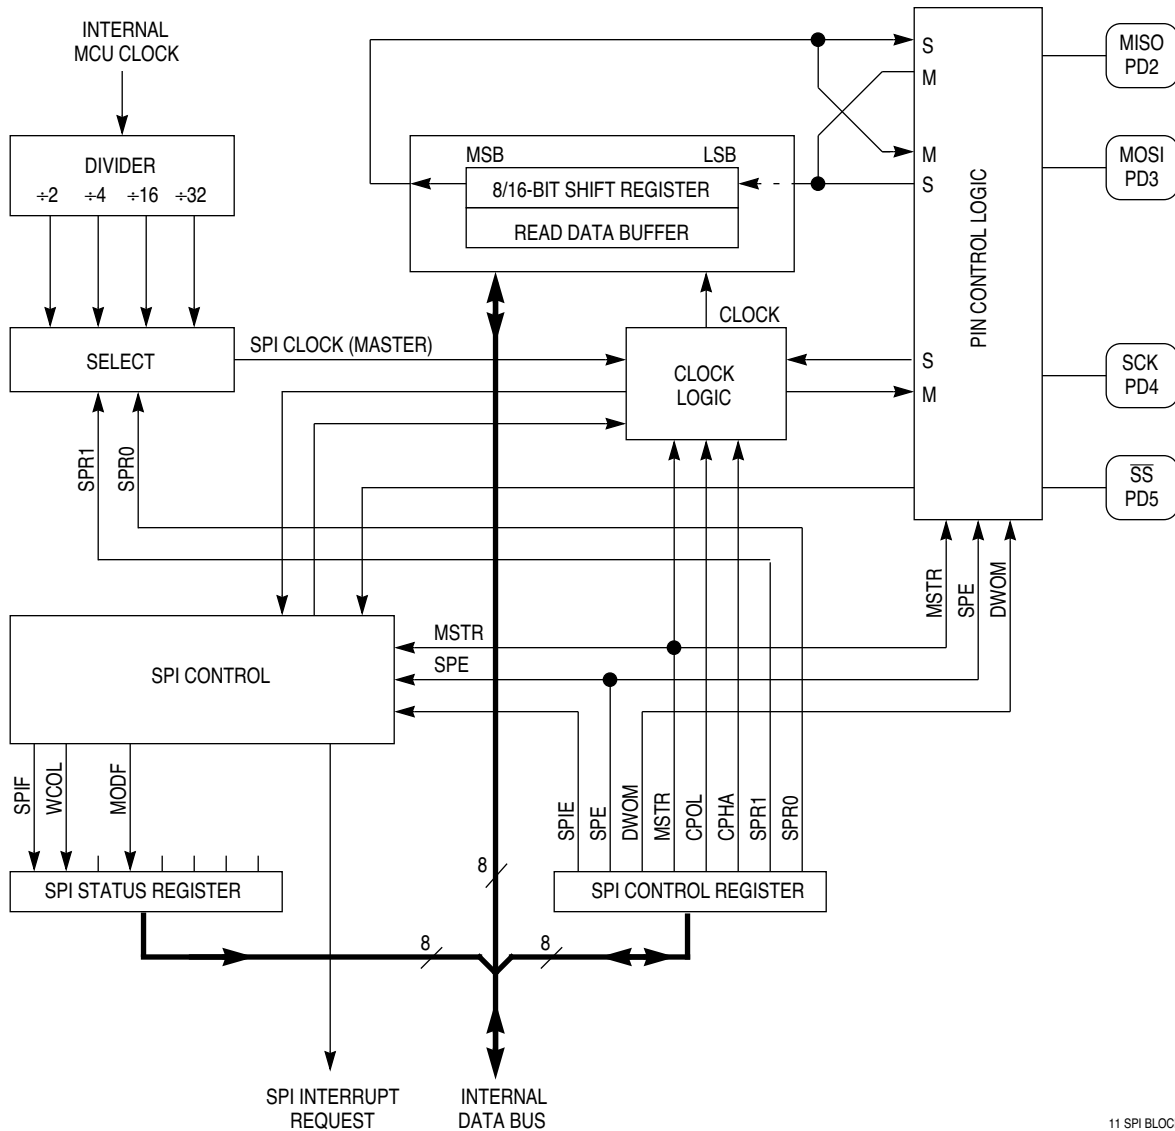 INTERNAL
MCU CLOCK
DIVIDER
÷2 ÷4 ÷16 ÷32
SELECT
SPI CLOCK (MASTER)
SPR1
SPR0
MSB LSB
8/16-BIT SHIFT REGISTER
READ DATA BUFFER
CLOCK
CLOCK
LOGIC
S
M
M
S
S
M
PIN CONTROL LOGIC
MISO
PD2
MOSI
PD3
SCK
PD4
SS
PD5
MSTR
SPE
DWOM
SPI CONTROL
MSTR
SPE
SPIF
WCOL
MODF
SPIE
SPE
DWOM
MSTR
CPOL
CPHA
SPR1
SPR0
SPI STATUS REGISTER
SPI CONTROL REGISTER
8
8
8
SPI INTERRUPT
REQUEST
INTERNAL
DATA BUS
11 SPI BLOC